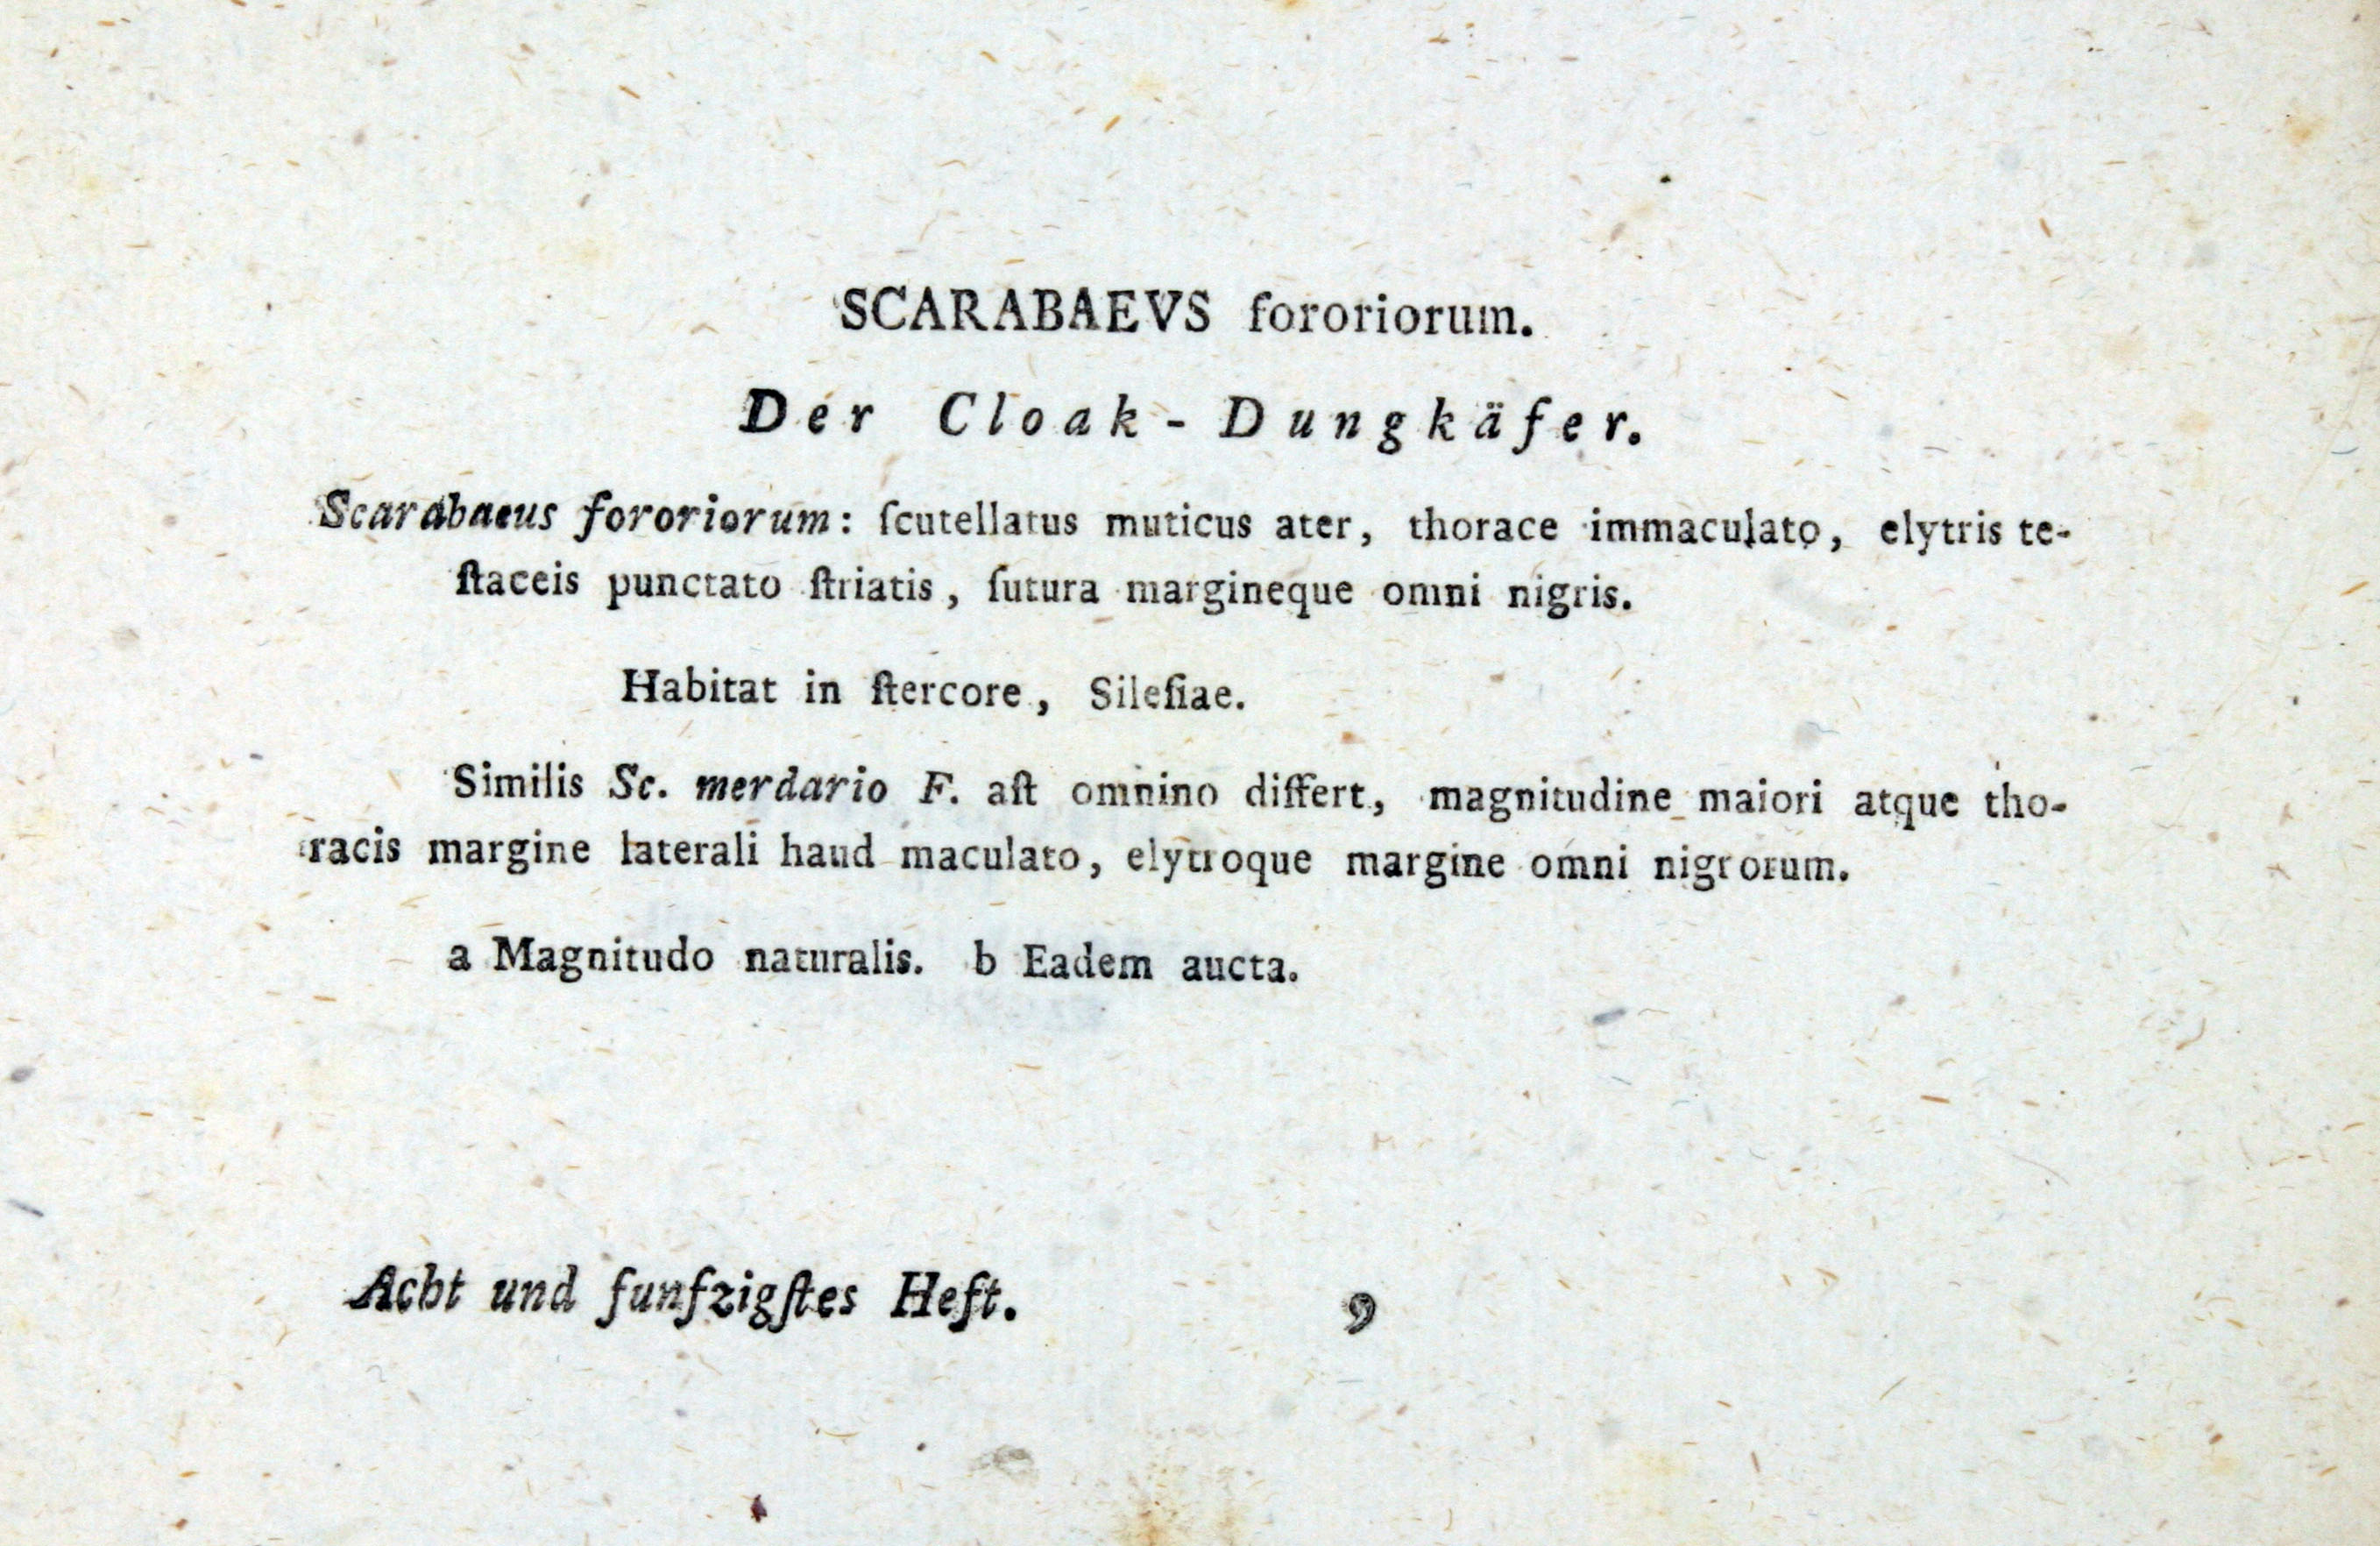 SCARABAEVS fororiorum.
Der Cloak-Dungkäfer.
Scarabaeus fororiorum: ſcutellatus muticus ater, thorace immaculato, elytris te-
ſtaceis punctato ſtriatis, ſutura margineque omni nigris.
Habitat in ſtercore, Sileſiae.
Similis Sc. merdario F. aſt omnino differt, magnitudine maiori atque tho-
racis margine laterali haud maculato, elytroque margine omni nigrorum.
a Magnitudo naturalis. b Eadem aucta.
Acht und funfzigſtes Heft. 9